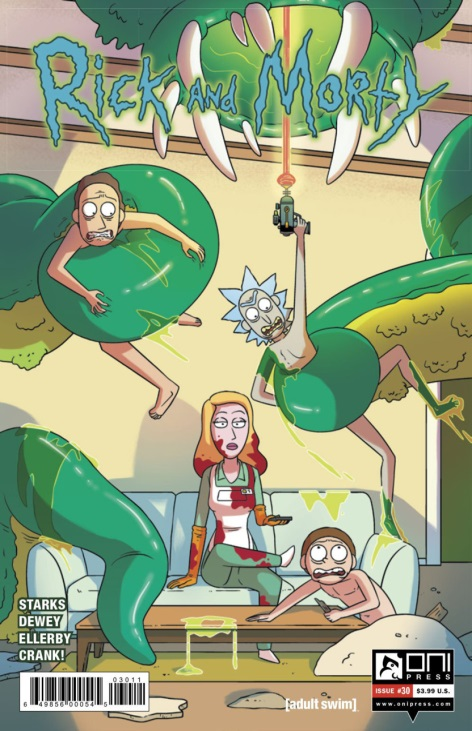 RICK AND MORTY
STARKS
DEWEY
ELLERBY
CRANK!
03011
6 49856 00054 5
[adult swim]
ONI
PRESS
ISSUE #30 $3.99 U.S.
www.onipress.com